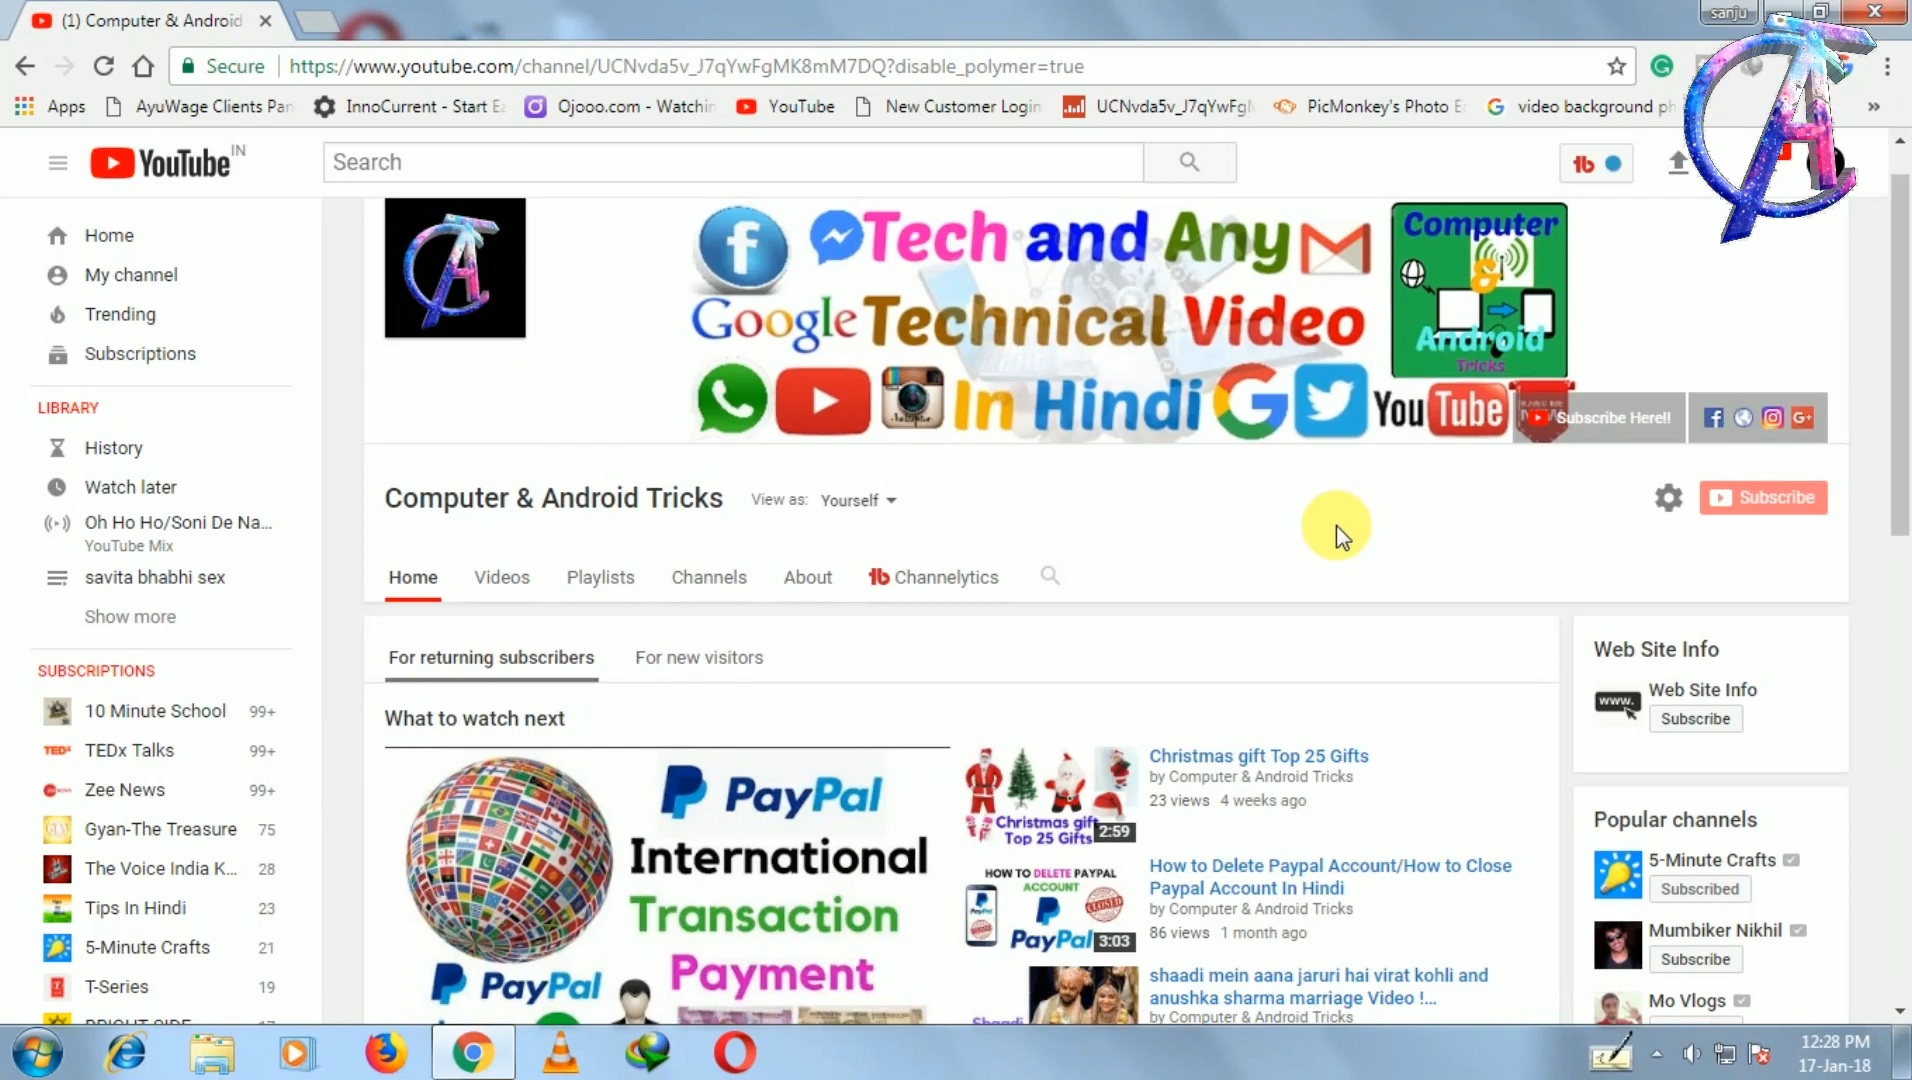 (1) Computer & Android
sanju
Secure
https://www.youtube.com/channel/UCNvda5v_J7qYwFgMK8mM7DQ?disable_polymer=true
Apps
AyuWage Clients Pan
InnoCurrent - Start Ea
Ojooo.com - Watchin
YouTube
New Customer Login
UCNvda5v_J7qYwFgM
PicMonkey's Photo E
video background ph
YouTube IN
Search
Home
My channel
Trending
Subscriptions
LIBRARY
History
Watch later
Oh Ho Ho/Soni De Na...
YouTube Mix
savita bhabhi sex
Show more
SUBSCRIPTIONS
10 Minute School 99+
TEDx Talks 99+
Zee News 99+
Gyan-The Treasure 75
The Voice India K... 28
Tips In Hindi 23
5-Minute Crafts 21
T-Series 19
Tech and Any
Google Technical Video
In Hindi
YouTube
Computer
&
Android
Tricks
Subscribe Here!!
Computer & Android Tricks
View as: Yourself
Subscribe
Home
Videos
Playlists
Channels
About
Channelytics
For returning subscribers
For new visitors
What to watch next
PayPal
International
Transaction
Payment
PayPal
Christmas gift
Top 25 Gifts
2:59
Christmas gift Top 25 Gifts
by Computer & Android Tricks
23 views 4 weeks ago
HOW TO DELETE PAYPAL
ACCOUNT
PayPal
CLOSED
PayPal
3:03
How to Delete Paypal Account/How to Close
Paypal Account In Hindi
by Computer & Android Tricks
86 views 1 month ago
Shaadi
shaadi mein aana jaruri hai virat kohli and
anushka sharma marriage Video !...
by Computer & Android Tricks
Web Site Info
www.
Web Site Info
Subscribe
Popular channels
5-Minute Crafts
Subscribed
Mumbiker Nikhil
Subscribe
Mo Vlogs
12:28 PM
17-Jan-18